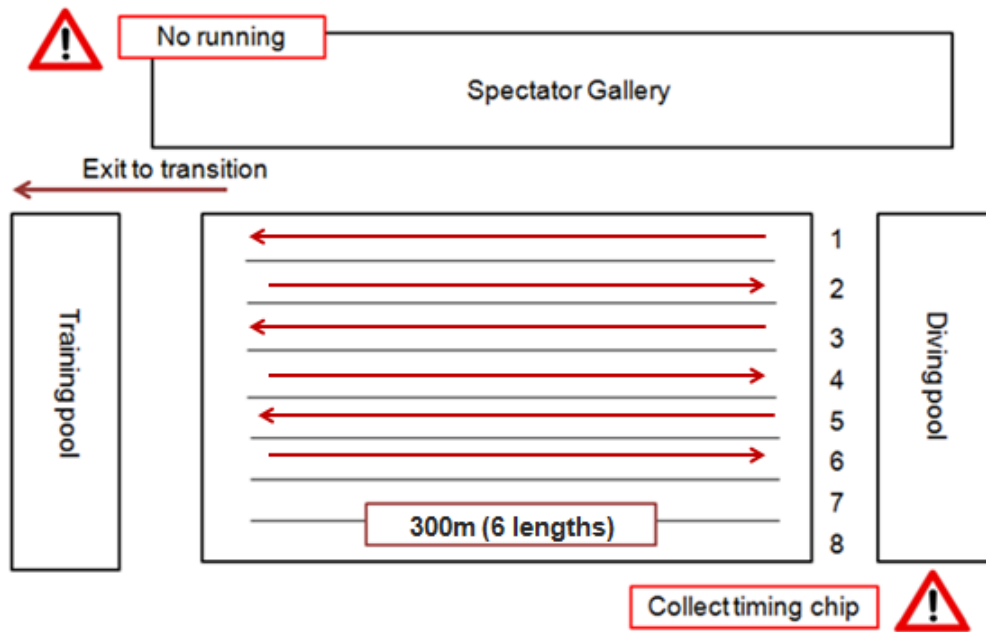 No running
Spectator Gallery
Exit to transition
Training pool
1
2
3
4
5
6
7
8
Diving pool
300m (6 lengths)
Collect timing chip